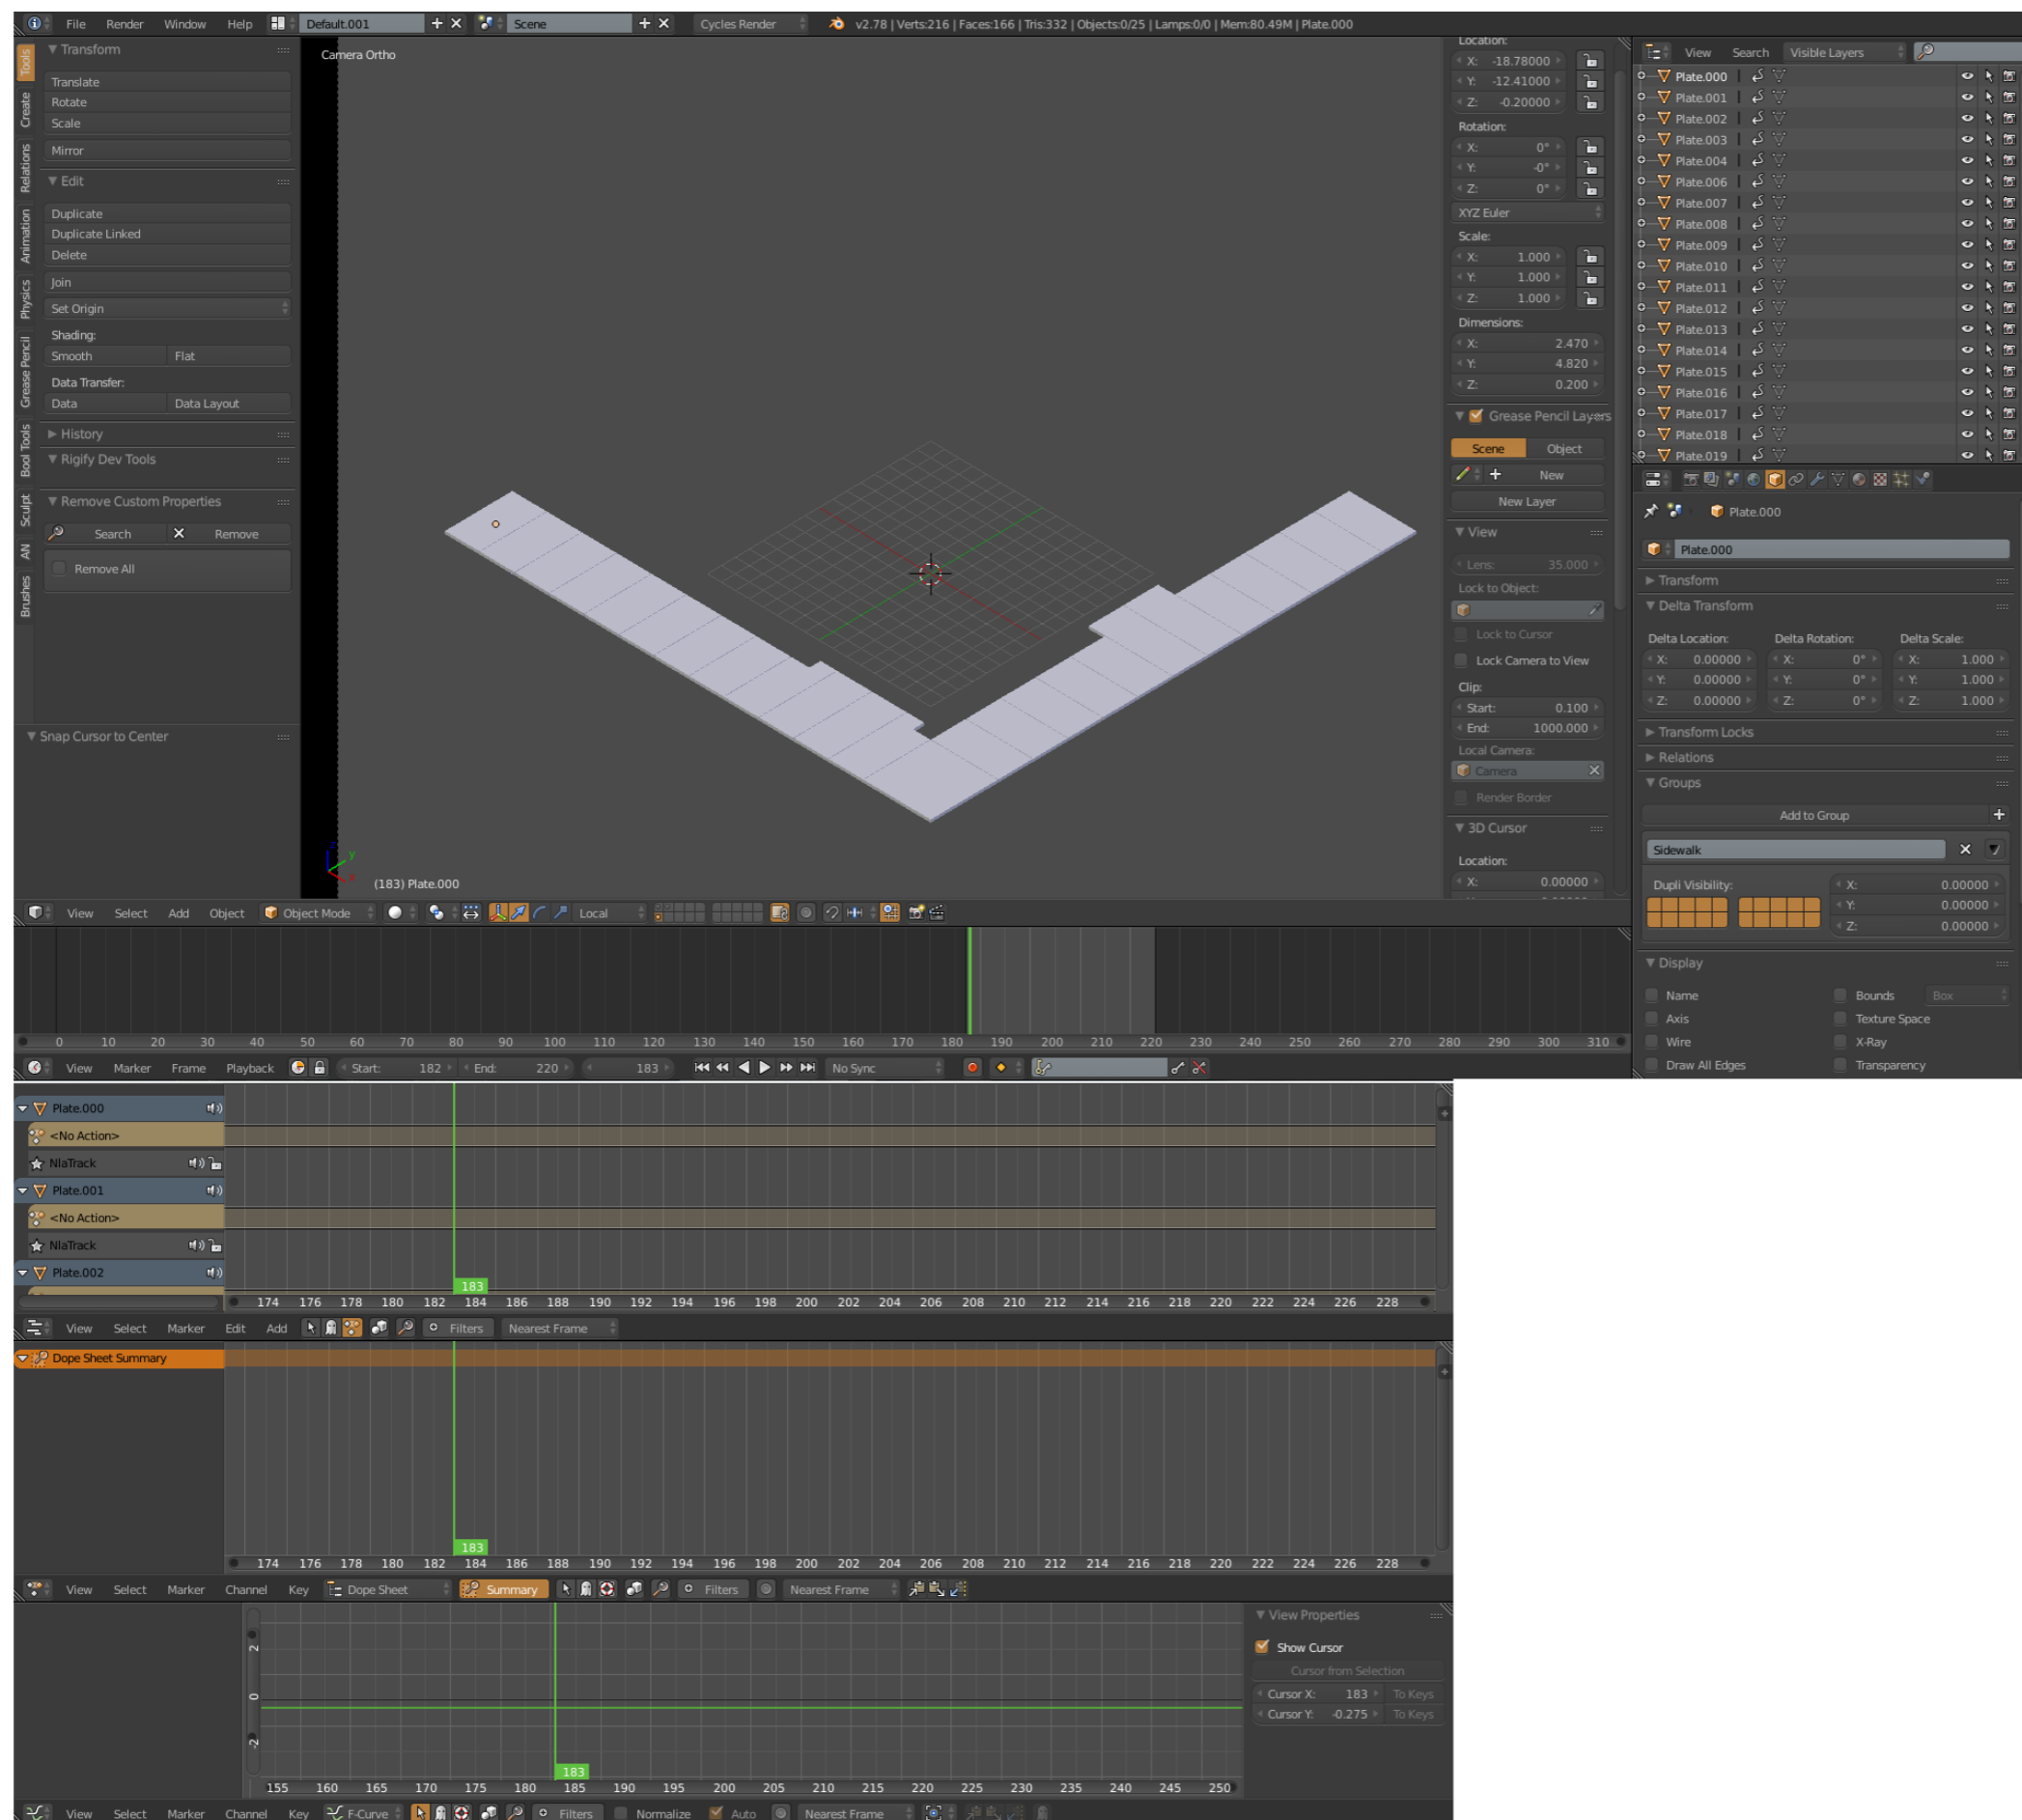 File Render Window Help Default.001 Scene Cycles Render v2.78 | Verts:216 | Faces:166 | Tris:332 | Objects:0/25 | Lamps:0/0 | Mem:80.49M | Plate.000
Tools
Create
Relations
Animation
Physics
Grease Pencil
Bool Tools
Sculpt
AN
Brushes
Transform
Translate
Rotate
Scale
Mirror
Edit
Duplicate
Duplicate Linked
Delete
Join
Set Origin
Shading:
Smooth Flat
Data Transfer:
Data Data Layout
History
Rigify Dev Tools
Remove Custom Properties
Search Remove
Remove All
Snap Cursor to Center
Camera Ortho
z
y
x
(183) Plate.000
Location:
X: -18.78000
Y: -12.41000
Z: -0.20000
Rotation:
X: 0°
Y: -0°
Z: 0°
XYZ Euler
Scale:
X: 1.000
Y: 1.000
Z: 1.000
Dimensions:
X: 2.470
Y: 4.820
Z: 0.200
Grease Pencil Layers
Scene Object
New
New Layer
View
Lens: 35.000
Lock to Object:
Lock to Cursor
Lock Camera to View
Clip:
Start: 0.100
End: 1000.000
Local Camera:
Camera
Render Border
3D Cursor
Location:
X: 0.00000
View Search Visible Layers
Plate.000
Plate.001
Plate.002
Plate.003
Plate.004
Plate.006
Plate.007
Plate.008
Plate.009
Plate.010
Plate.011
Plate.012
Plate.013
Plate.014
Plate.015
Plate.016
Plate.017
Plate.018
Plate.019
Plate.000
Plate.000
Transform
Delta Transform
Delta Location: Delta Rotation: Delta Scale:
X: 0.00000 X: 0° X: 1.000
Y: 0.00000 Y: 0° Y: 1.000
Z: 0.00000 Z: 0° Z: 1.000
Transform Locks
Relations
Groups
Add to Group
Sidewalk
Dupli Visibility: X: 0.00000
Y: 0.00000
Z: 0.00000
Display
Name Bounds Box
Axis Texture Space
Wire X-Ray
Draw All Edges Transparency
View Select Add Object Object Mode Local
0 10 20 30 40 50 60 70 80 90 100 110 120 130 140 150 160 170 180 190 200 210 220 230 240 250 260 270 280 290 300 310
View Marker Frame Playback Start: 182 End: 220 183 No Sync
Plate.000
<No Action>
NlaTrack
Plate.001
<No Action>
NlaTrack
Plate.002
183
174 176 178 180 182 184 186 188 190 192 194 196 198 200 202 204 206 208 210 212 214 216 218 220 222 224 226 228
View Select Marker Edit Add Filters Nearest Frame
Dope Sheet Summary
183
174 176 178 180 182 184 186 188 190 192 194 196 198 200 202 204 206 208 210 212 214 216 218 220 222 224 226 228
View Select Marker Channel Key Dope Sheet Summary Filters Nearest Frame
2
0
-2
183
155 160 165 170 175 180 185 190 195 200 205 210 215 220 225 230 235 240 245 250
View Properties
Show Cursor
Cursor from Selection
Cursor X: 183 To Keys
Cursor Y: -0.275 To Keys
View Select Marker Channel Key F-Curve Filters Normalize Auto Nearest Frame